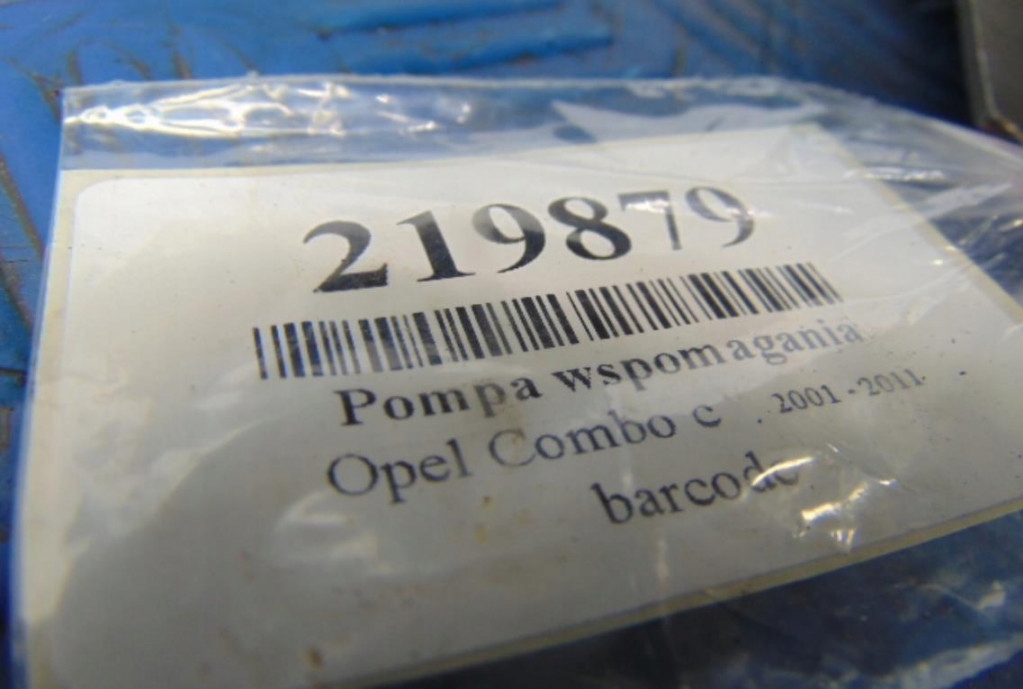 219879
Pompa wspomagania
Opel Combo c . 2001 - 2011
barcode